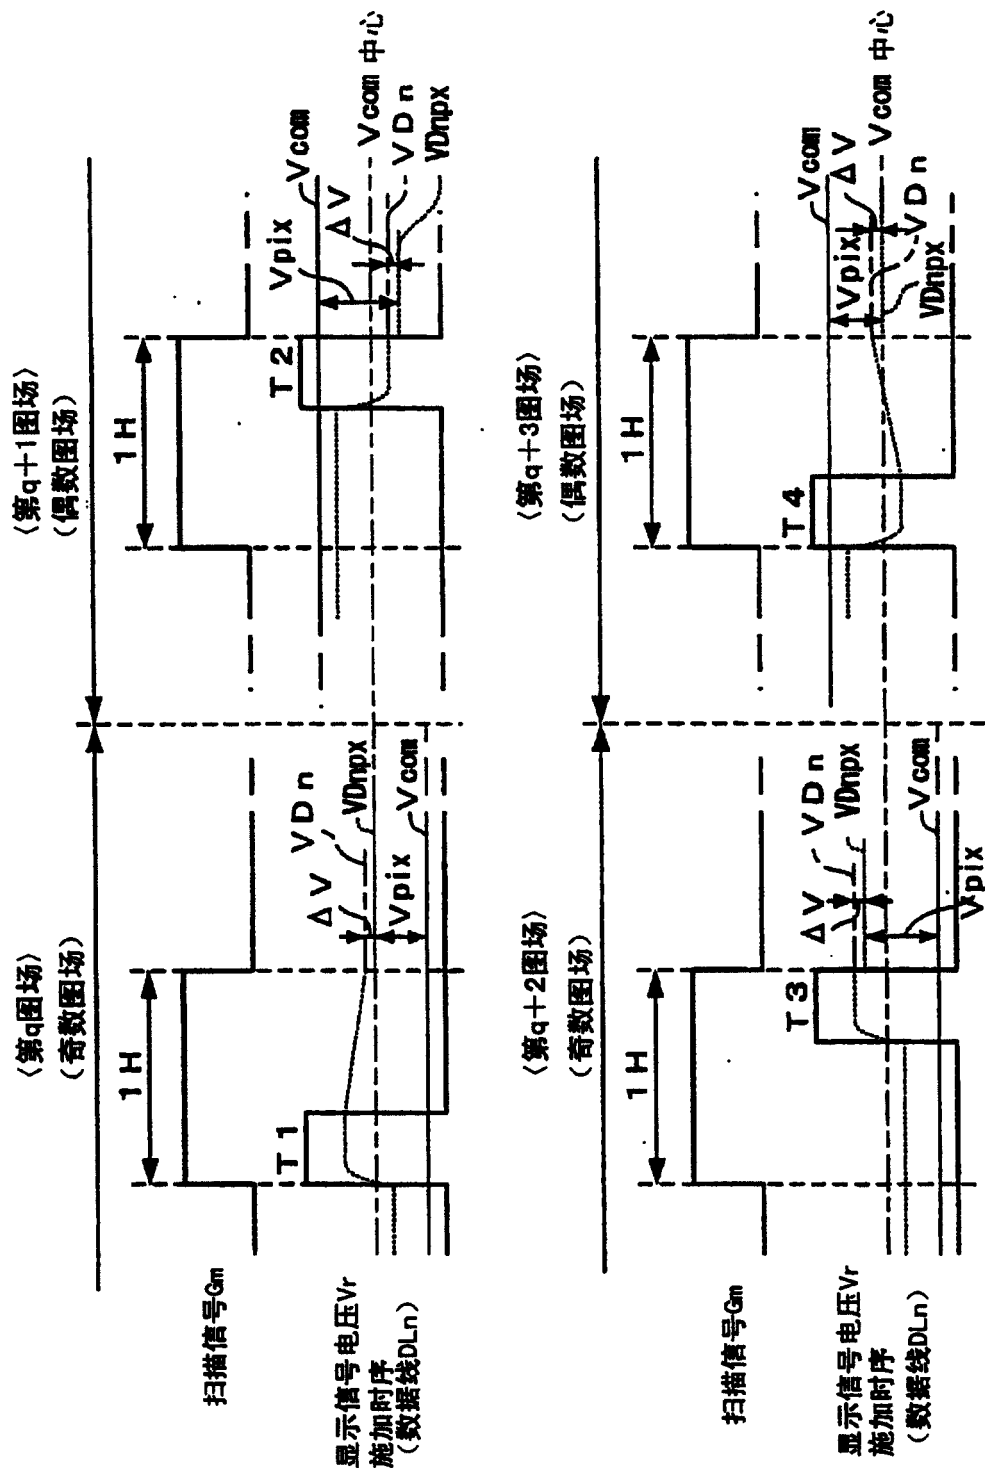 〈第q图场〉
（奇数图场）
〈第q＋1图场〉
（偶数图场）
扫描信号Gm
1H
1H
显示信号电压Vr
施加时序
（数据线DLn）
T1
ΔV
VDn
VDnpx
Vpix
Vcom
T2
Vpix
ΔV
Vcom
Vcom 中心
VDn
VDnpx
〈第q＋2图场〉
（奇数图场）
〈第q＋3图场〉
（偶数图场）
扫描信号Gm
1H
1H
显示信号电压Vr
施加时序
（数据线DLn）
T3
ΔV
VDn
VDnpx
Vcom
Vpix
T4
Vpix
Vcom
ΔV
Vcom 中心
VDn
VDnpx